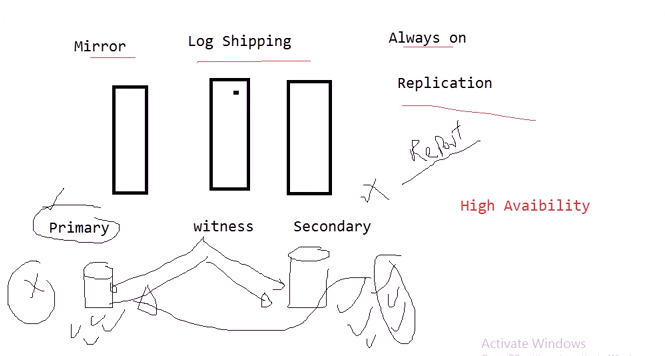 Mirror
Log Shipping
Always on
Replication
Report
High Avaibility
Primary
witness
Secondary
Activate Windows